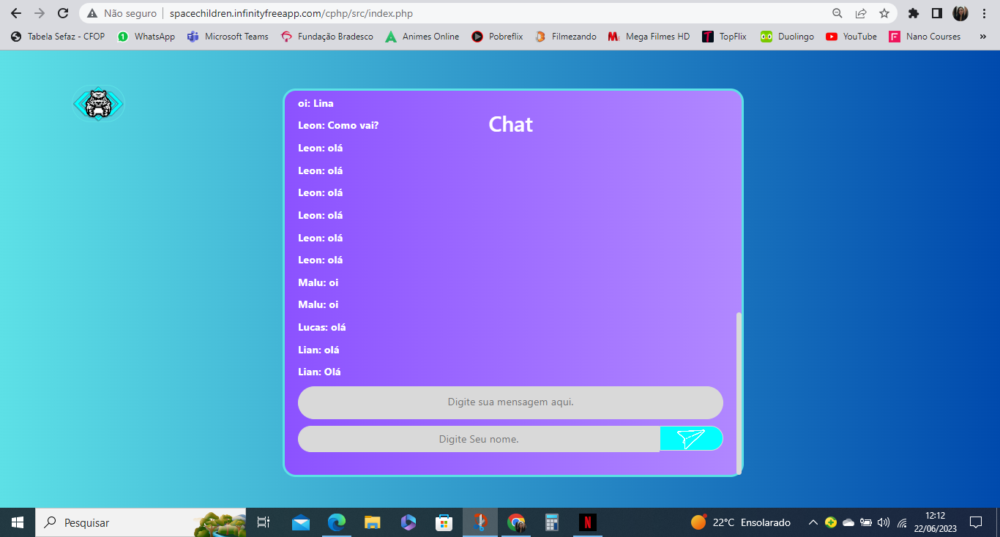 Não seguro
spacechildren.infinityfreeapp.com/cphp/src/index.php
Tabela Sefaz - CFOP
WhatsApp
Microsoft Teams
Fundação Bradesco
Animes Online
Pobreflix
Filmezando
Mega Filmes HD
TopFlix
Duolingo
YouTube
Nano Courses
»
oi: Lina
Chat
Leon: Como vai?
Leon: olá
Leon: olá
Leon: olá
Leon: olá
Leon: olá
Leon: olá
Malu: oi
Malu: oi
Lucas: olá
Lian: olá
Lian: Olá
Digite sua mensagem aqui.
Digite Seu nome.
Pesquisar
22°C Ensolarado
12:12
22/06/2023